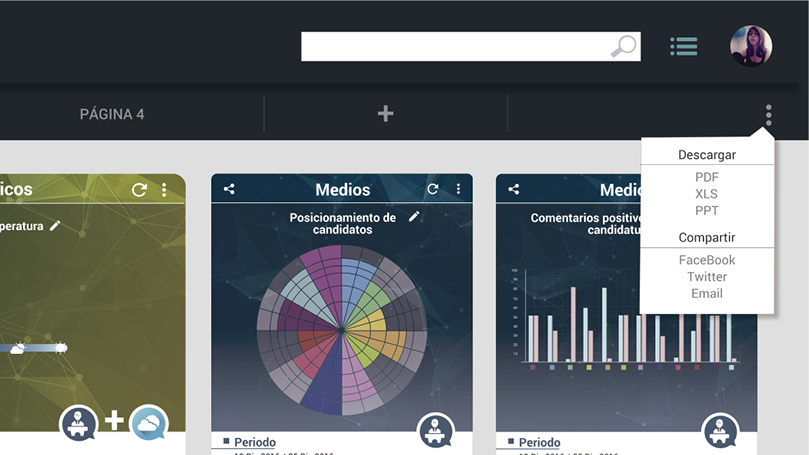 PÁGINA 4
Descargar
PDF
XLS
PPT
Compartir
FaceBook
Twitter
Email
icos
peratura
Medios
Posicionamiento de
candidatos
Periodo
Medio
Comentarios positivo
candidatu
Periodo